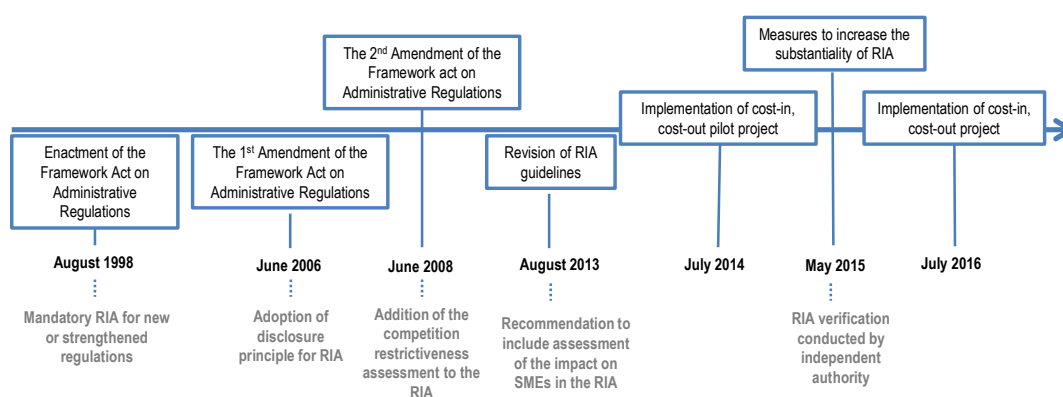 Measures to increase the
substantiality of RIA
The 2nd Amendment of the
Framework act on
Administrative Regulations
Implementation of cost-in,
cost-out pilot project
Implementation of cost-in,
cost-out project
Enactment of the
Framework Act on
Administrative
Regulations
The 1st Amendment of the
Framework Act on
Administrative Regulations
Revision of RIA
guidelines
August 1998
June 2006
June 2008
August 2013
July 2014
May 2015
July 2016
Mandatory RIA for new
or strengthened
regulations
Adoption of
disclosure
principle for RIA
Addition of the
competition
restrictiveness
assessment to the
RIA
Recommendation to
include assessment
of the impact on
SMEs in the RIA
RIA verification
conducted by
independent
authority